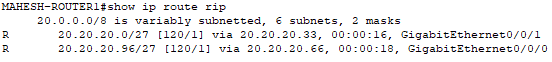 MAHESH-ROUTER1#show ip route rip
20.0.0.0/8 is variably subnetted, 6 subnets, 2 masks
R 20.20.20.0/27 [120/1] via 20.20.20.33, 00:00:16, GigabitEthernet0/0/1
R 20.20.20.96/27 [120/1] via 20.20.20.66, 00:00:18, GigabitEthernet0/0/0